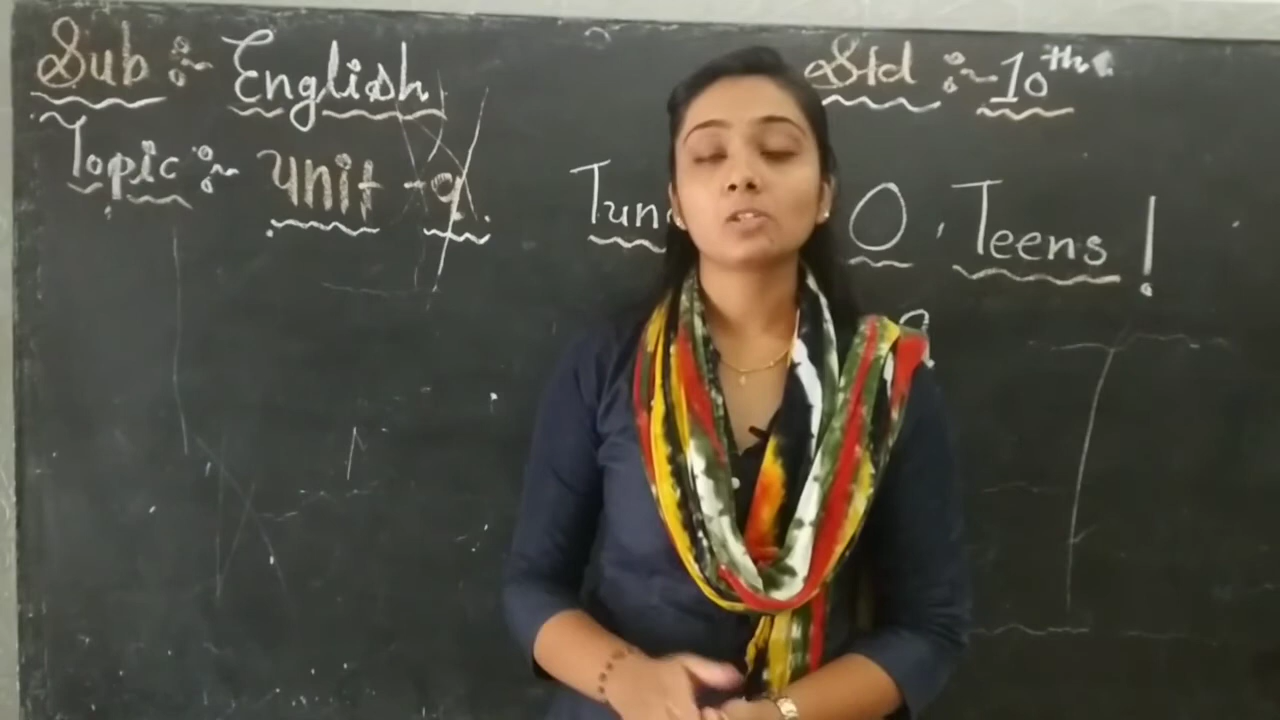 Sub :- English Std :- 10th
Topic :- Unit - 9. O, Teens!